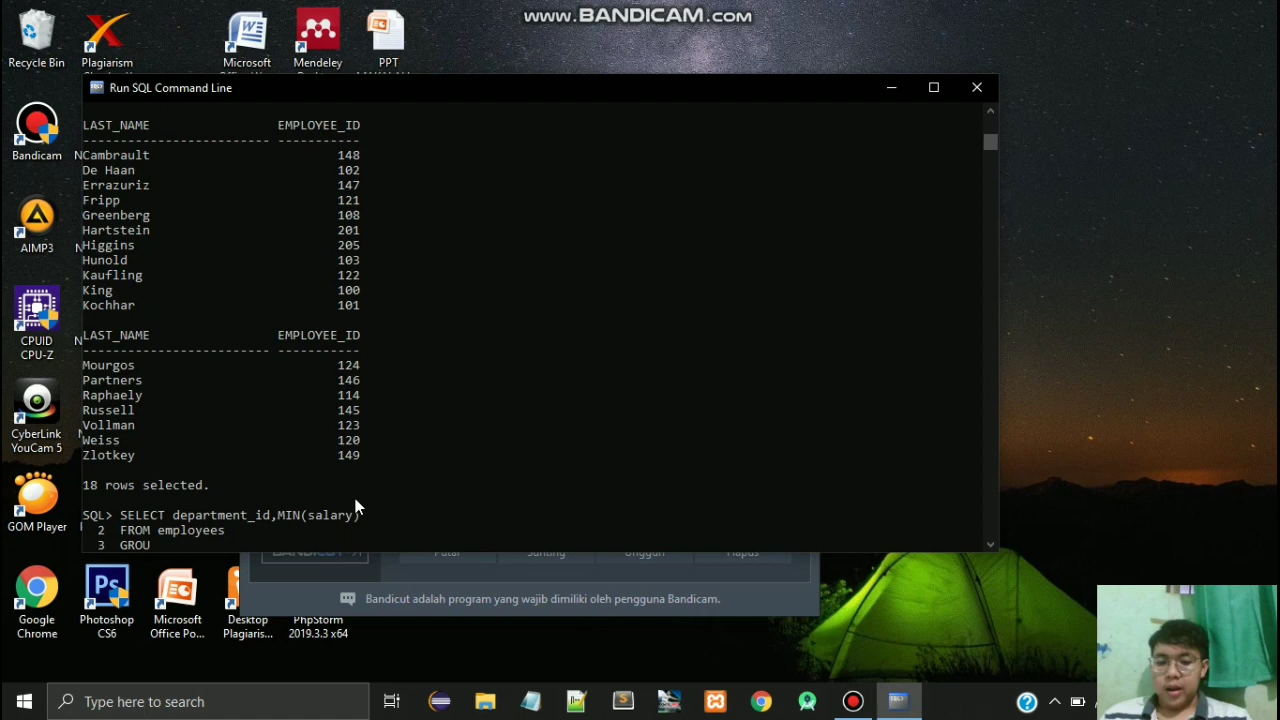 www.BANDICAM.com
Recycle Bin
Plagiarism
Microsoft
Mendeley
PPT
Run SQL Command Line
LAST_NAME EMPLOYEE_ID
------------------------- -----------
Cambrault 148
De Haan 102
Errazuriz 147
Fripp 121
Greenberg 108
Hartstein 201
Higgins 205
Hunold 103
Kaufling 122
King 100
Kochhar 101
LAST_NAME EMPLOYEE_ID
------------------------- -----------
Mourgos 124
Partners 146
Raphaely 114
Russell 145
Vollman 123
Weiss 120
Zlotkey 149
18 rows selected.
SQL> SELECT department_id,MIN(salary)
2 FROM employees
3 GROU
Bandicam
AIMP3
CPUID
CPU-Z
CyberLink
YouCam 5
GOM Player
Bandicut adalah program yang wajib dimiliki oleh pengguna Bandicam.
Google
Chrome
Photoshop
CS6
Microsoft
Office Po...
Desktop
Plagiaris...
PhpStorm
2019.3.3 x64
Type here to search